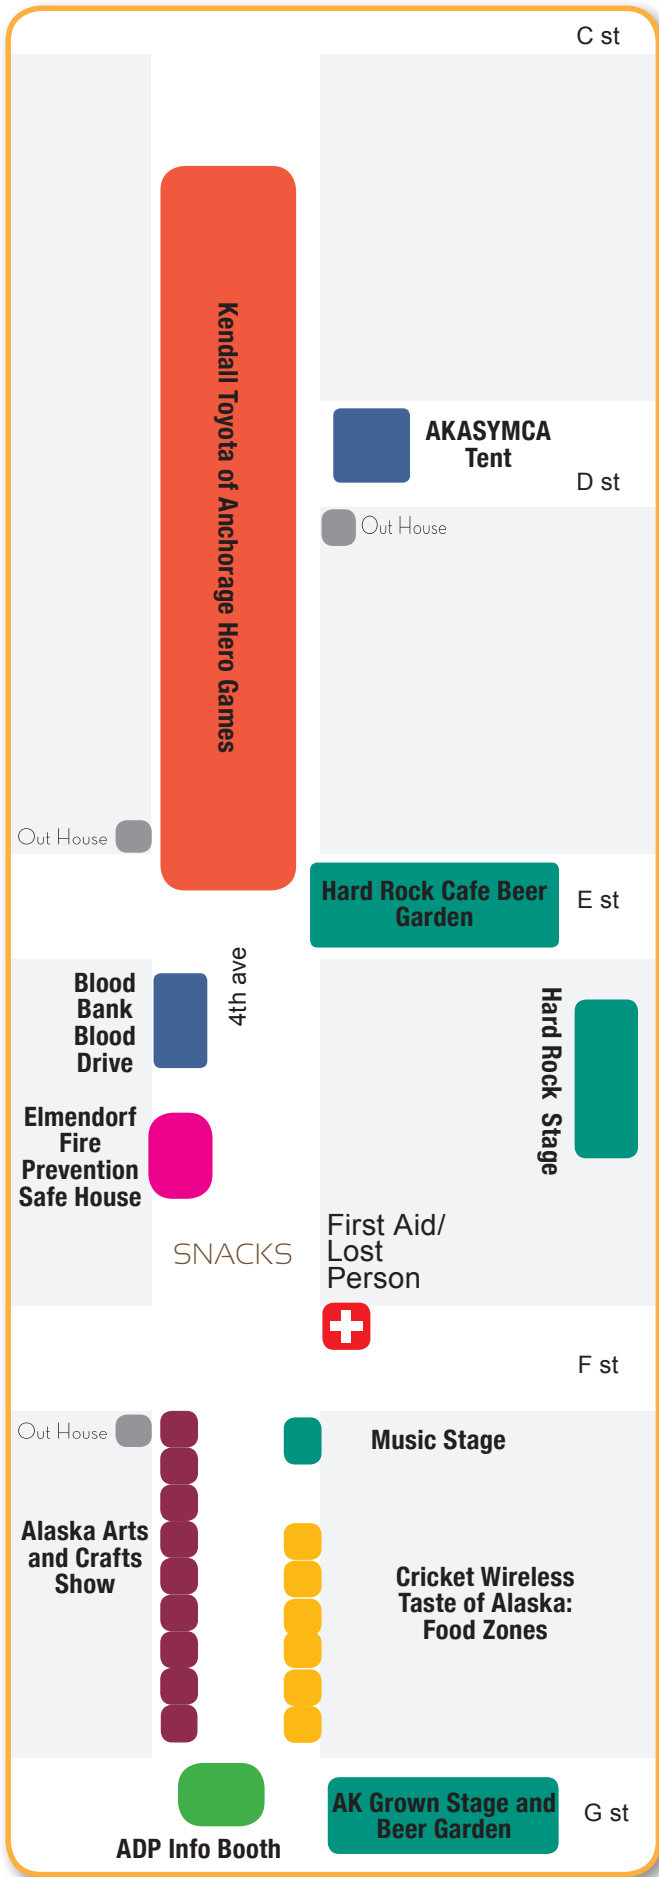 C st
Kendall Toyota of Anchorage Hero Games
AKASYMCA
Tent
D st
Out House
Out House
Hard Rock Cafe Beer
Garden
E st
4th ave
Blood
Bank
Blood
Drive
Hard Rock Stage
Elmendorf
Fire
Prevention
Safe House
SNACKS
First Aid/
Lost
Person
F st
Out House
Music Stage
Alaska Arts
and Crafts
Show
Cricket Wireless
Taste of Alaska:
Food Zones
AK Grown Stage and
Beer Garden
G st
ADP Info Booth